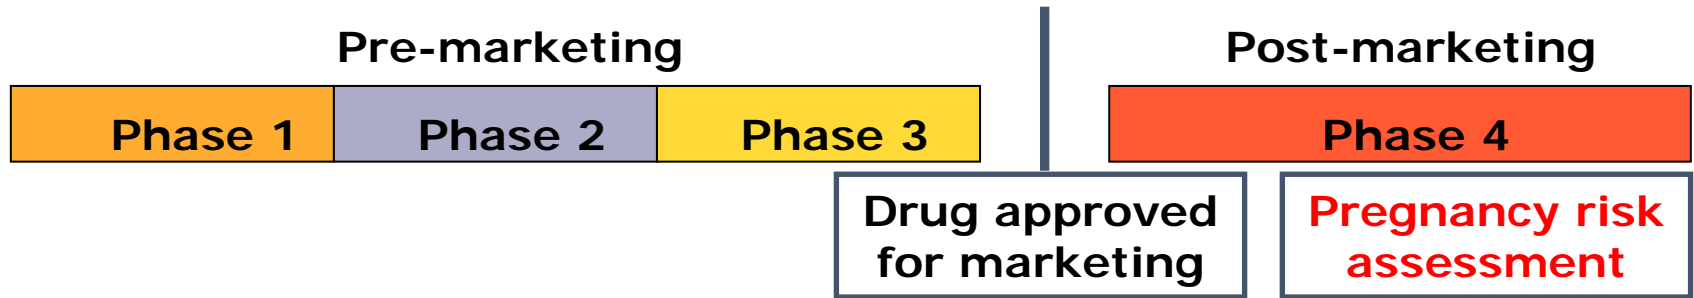 Pre-marketing
Post-marketing
Phase 1
Phase 2
Phase 3
Phase 4
Drug approved
for marketing
Pregnancy risk
assessment